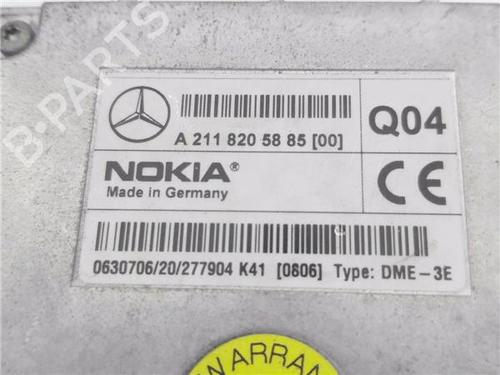 B-PARTS
A 211 820 58 85 [00]
Q04
NOKIA®
Made in Germany
CE
0630706/20/277904 K41 [0806] Type: DME-3E
WARRAN